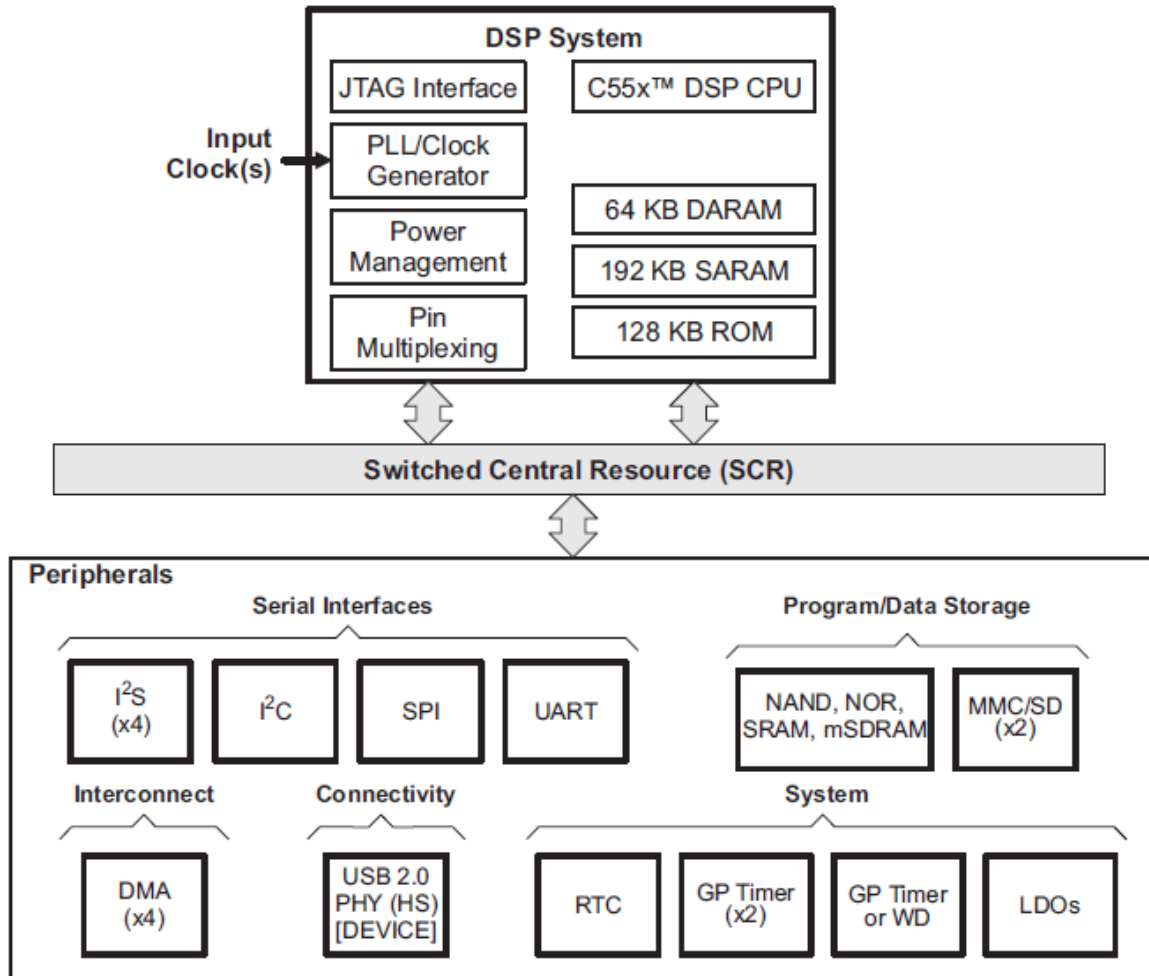 DSP System
JTAG Interface
C55x™ DSP CPU
Input
Clock(s)
PLL/Clock
Generator
64 KB DARAM
Power
Management
192 KB SARAM
Pin
Multiplexing
128 KB ROM
Switched Central Resource (SCR)
Peripherals
Serial Interfaces
Program/Data Storage
I²S
(x4)
I²C
SPI
UART
NAND, NOR,
SRAM, mSDRAM
MMC/SD
(x2)
Interconnect
Connectivity
System
DMA
(x4)
USB 2.0
PHY (HS)
[DEVICE]
RTC
GP Timer
(x2)
GP Timer
or WD
LDOs